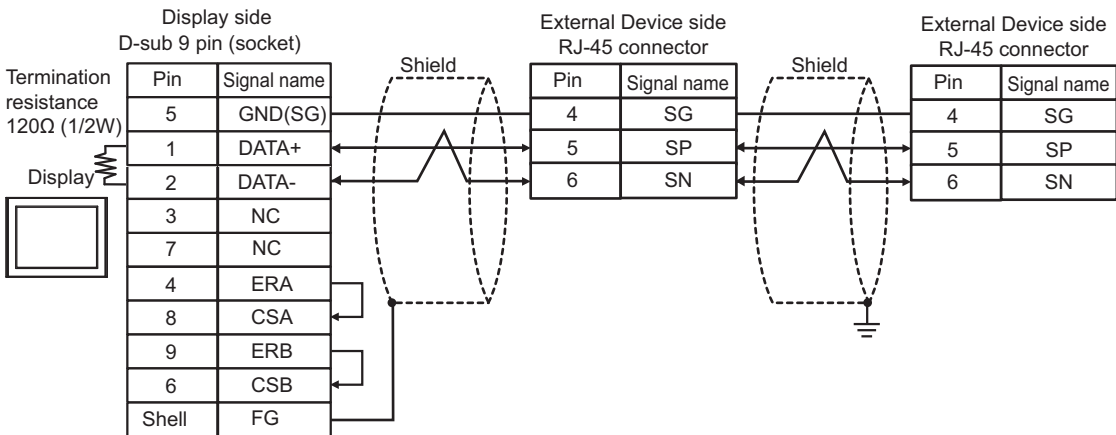 Display side
D-sub 9 pin (socket)
External Device side
RJ-45 connector
External Device side
RJ-45 connector
Termination
resistance
120Ω (1/2W)
Display
Pin Signal name
5 GND(SG)
1 DATA+
2 DATA-
3 NC
7 NC
4 ERA
8 CSA
9 ERB
6 CSB
Shell FG
Shield
Pin Signal name
4 SG
5 SP
6 SN
Shield
Pin Signal name
4 SG
5 SP
6 SN